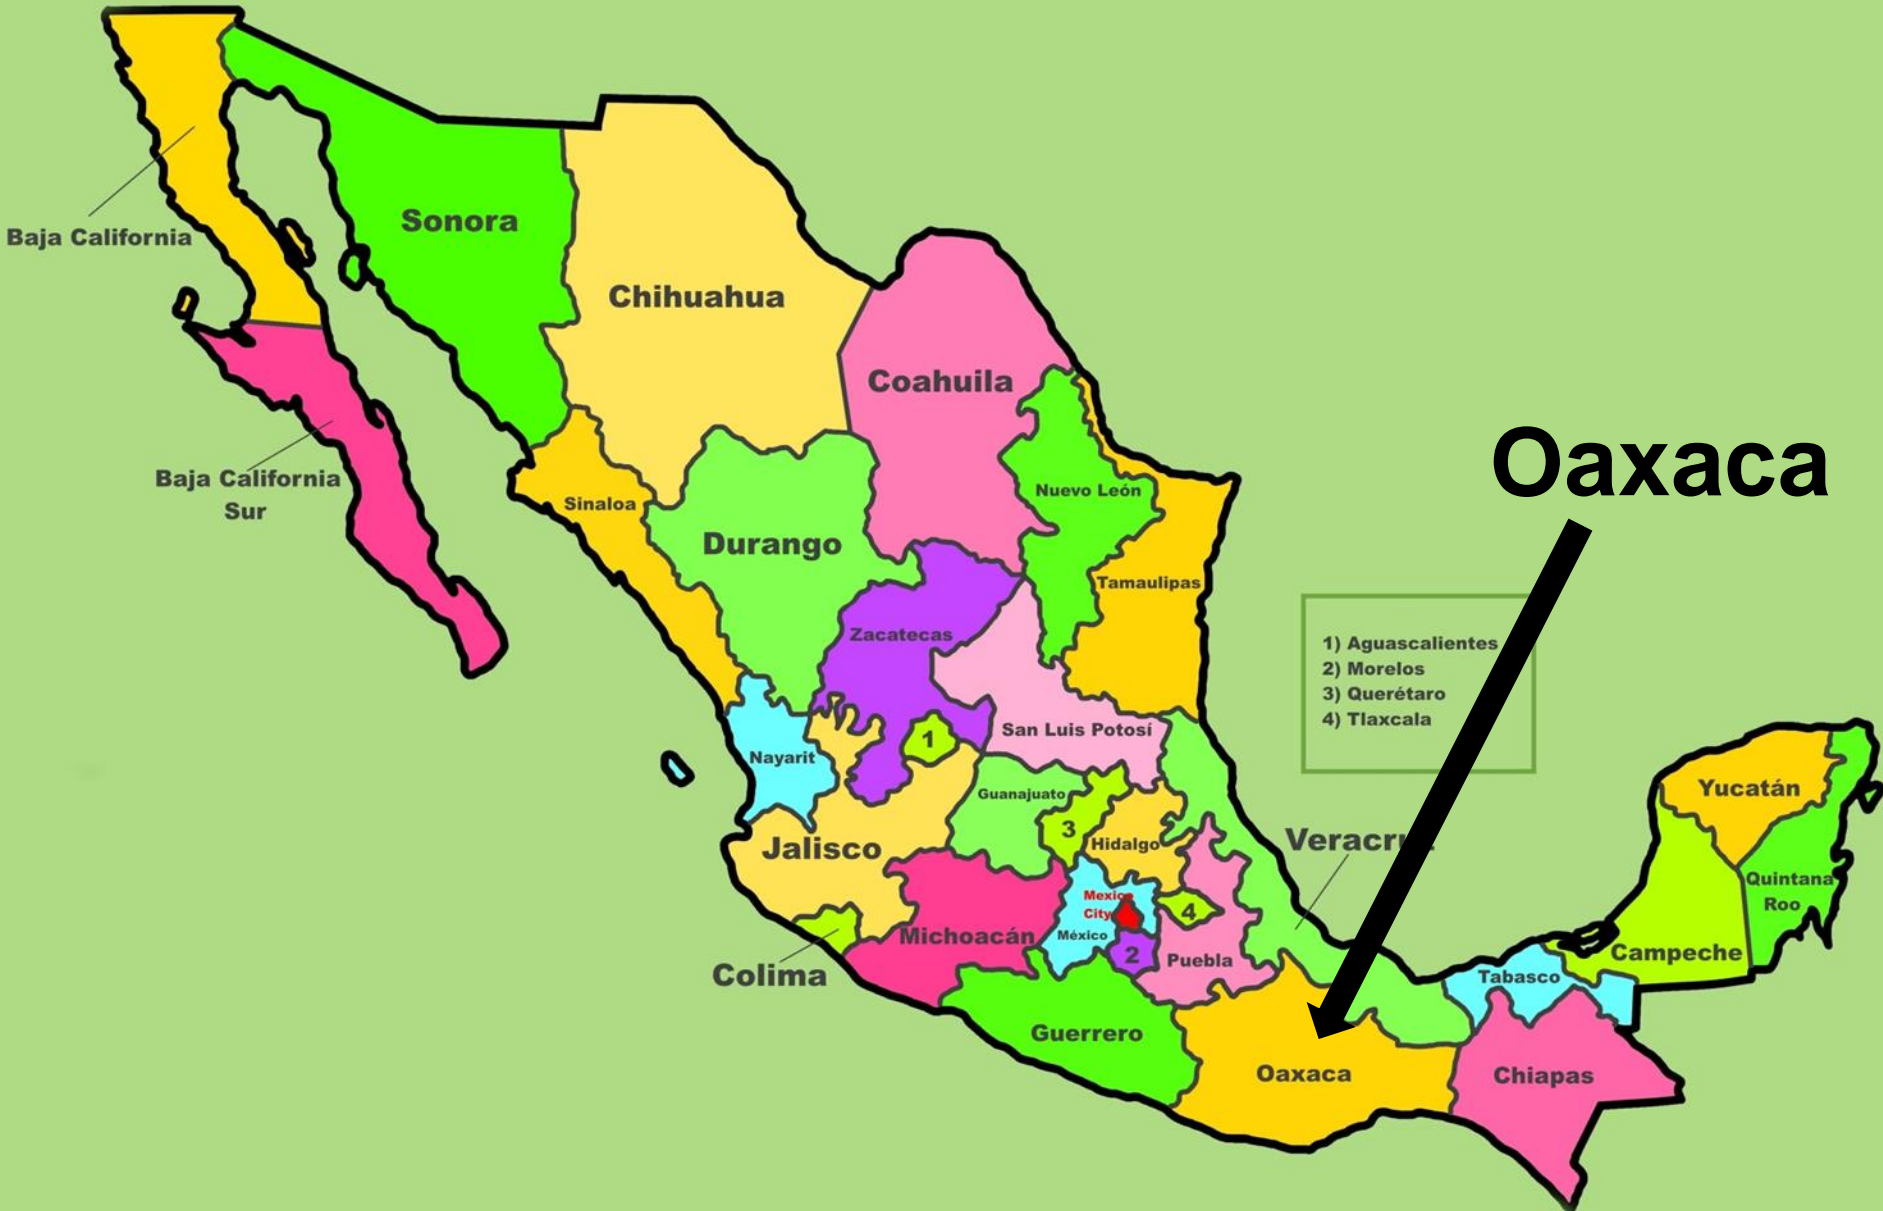 Baja California
Sonora
Chihuahua
Coahuila
Oaxaca
Baja California
Sur
Sinaloa
Nuevo León
Durango
Tamaulipas
Zacatecas
1) Aguascalientes
2) Morelos
3) Querétaro
4) Tlaxcala
San Luis Potosí
1
Nayarit
Yucatán
Guanajuato
3
Hidalgo
Veracr
Jalisco
Quintana
Roo
Mexico
City
4
México
Michoacán
2
Puebla
Colima
Campeche
Tabasco
Guerrero
Oaxaca
Chiapas